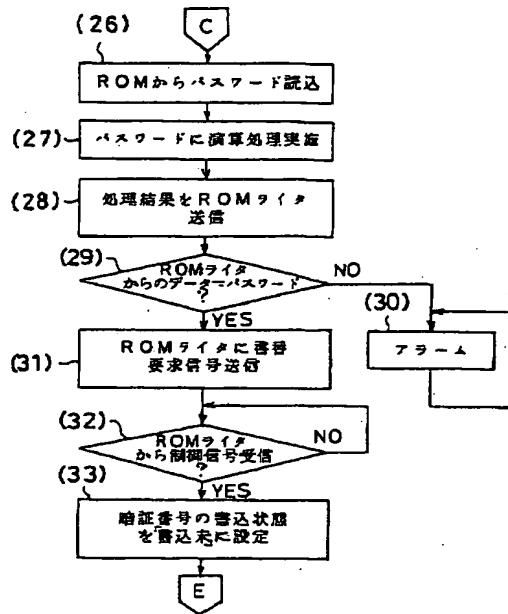 C
(26)
ROMからパスワード読込
(27)
パスワードに演算処理実施
(28)
処理結果をROMライタ
送信
(29)
ROMライタ
からのデータ=パスワード
?
NO
YES
(30)
アラーム
(31)
ROMライタに書番
要求信号送信
(32)
ROMライタ
から制御信号受信
?
NO
YES
(33)
暗証番号の書込状態
を「書込未」に設定
E